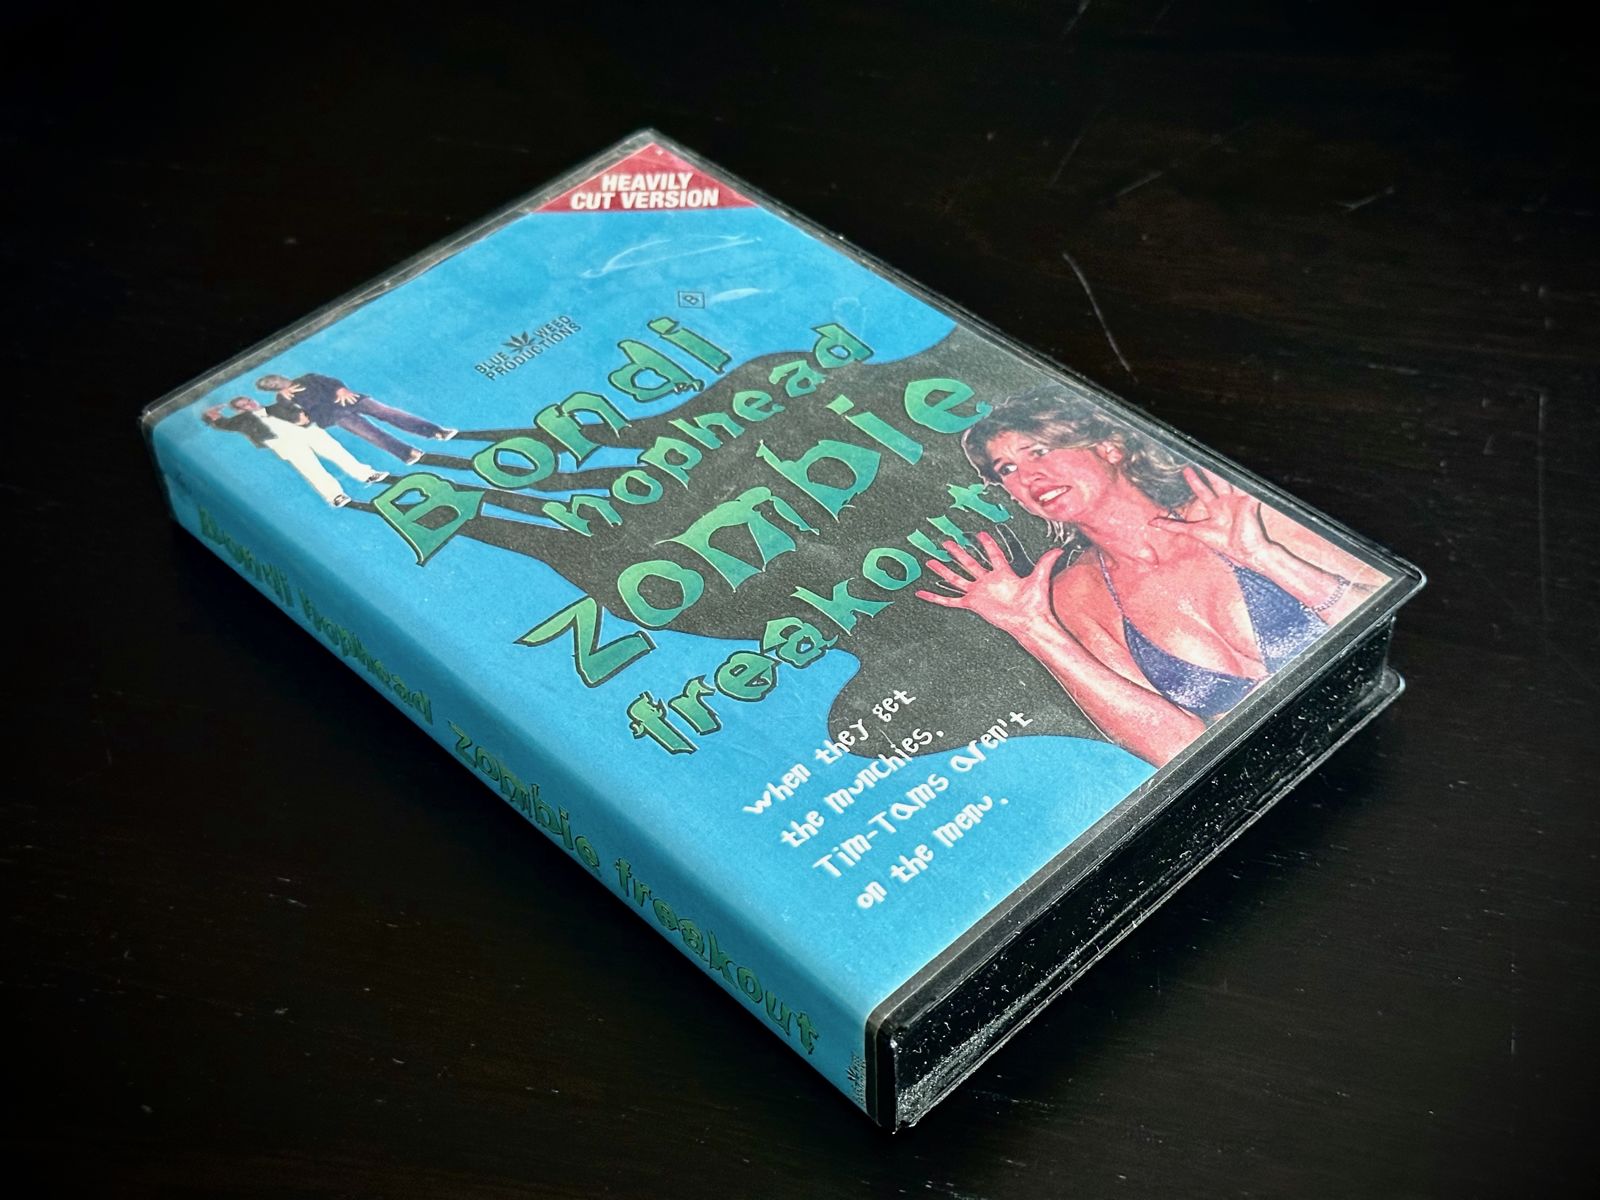 HEAVILY
CUT VERSION
B
BLUE WEED
PRODUCTIONS
Bondi
hophead
zombie
freakout
When they get
the munchies,
Tim-Tams aren't
on the menu.
Bondi hophead zombie freakout